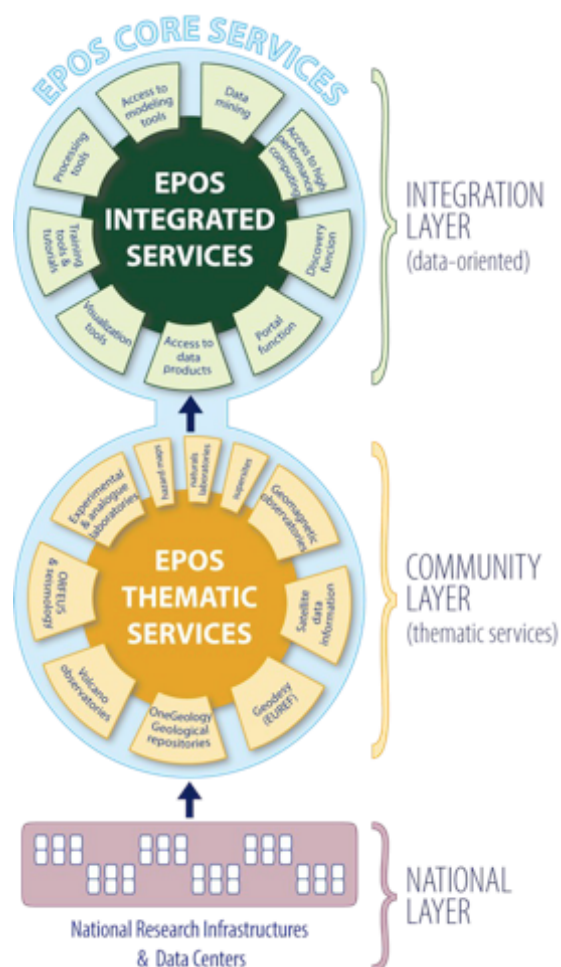 EPOS CORE SERVICES
Access to
modeling
tools
Data
mining
Access to high
performance
computing
Processing
tools
EPOS
INTEGRATED
SERVICES
Training
tools &
tutorials
Discovery
funcion
Visualization
tools
Access to
data
products
Portal
function
INTEGRATION
LAYER
(data-oriented)
Experimental
& analogue
laboratories
hazard maps
naturals
laboratories
supersites
Geomagnetic
observatories
EPOS
THEMATIC
SERVICES
ORFEUS
& seismology
Satellite
data
information
Volcano
observatories
OneGeology
Geological
repositories
Geodesy
(EUREF)
COMMUNITY
LAYER
(thematic services)
NATIONAL
LAYER
National Research Infrastructures
& Data Centers